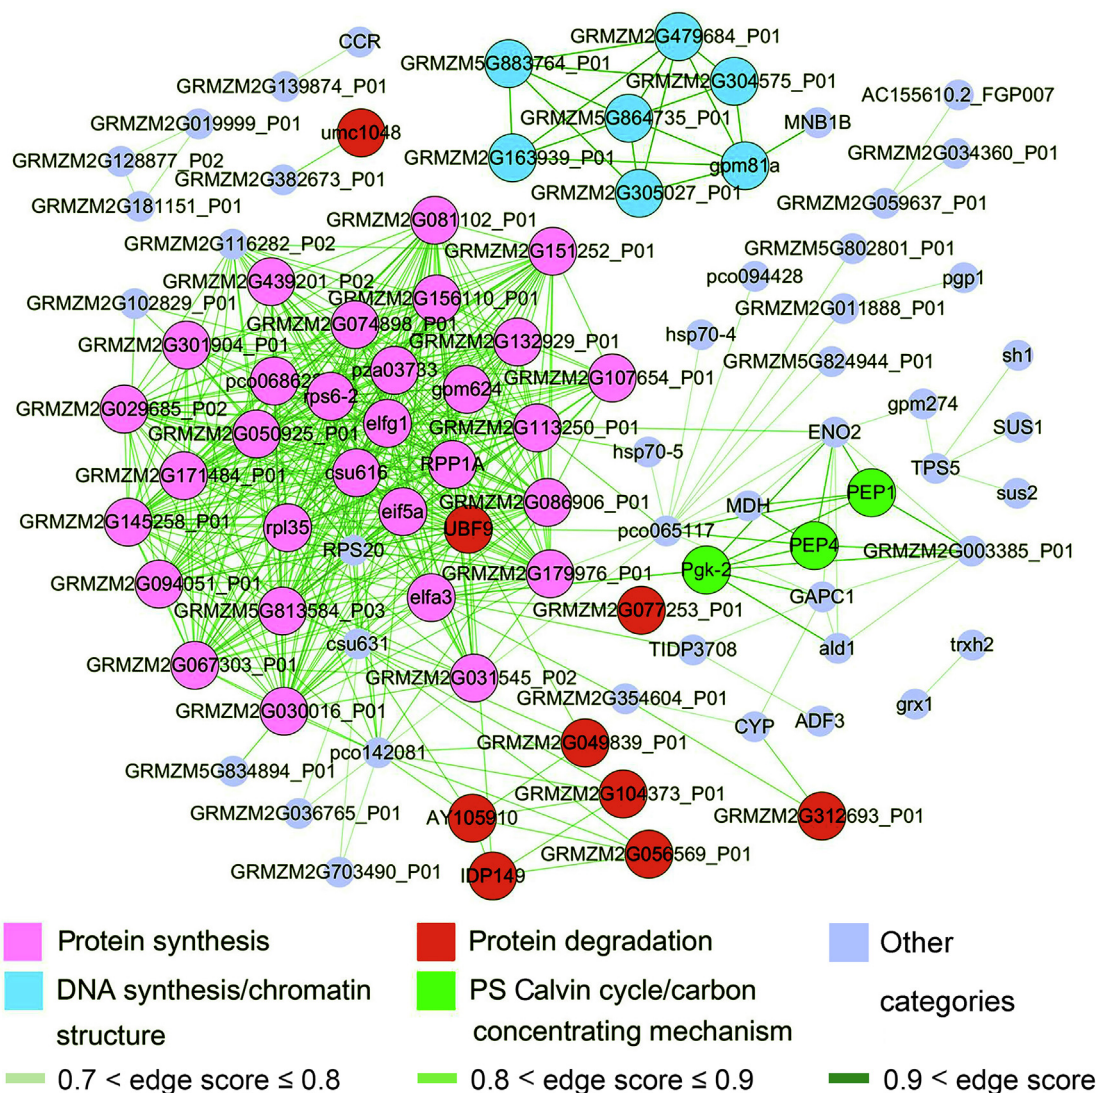 CCR
GRMZM2G479684_P01
GRMZM5G883764_P01
GRMZM2G304575_P01
GRMZM2G139874_P01
AC155610.2_FGP007
GRMZM5G864735_P01
MNB1B
GRMZM2G019999_P01
umc1048
GRMZM2G034360_P01
GRMZM2G128877_P02
GRMZM2G163939_P01
gpm81a
GRMZM2G382673_P01
GRMZM2G305027_P01
GRMZM2G059637_P01
GRMZM2G181151_P01
GRMZM2G081102_P01
GRMZM2G116282_P02
GRMZM2G151252_P01
GRMZM5G802801_P01
GRMZM2G439201_P02
pco094428
pgp1
GRMZM2G102829_P01
GRMZM2G156110_P01
GRMZM2G011888_P01
GRMZM2G074898_P01
hsp70-4
GRMZM2G301904_P01
GRMZM2G132929_P01
sh1
GRMZM5G824944_P01
pza03733
GRMZM2G107654_P01
pco06862
rps6-2
gpm624
gpm274
GRMZM2G029685_P02
elfg1
SUS1
GRMZM2G050925_P01
GRMZM2G113250_P01
ENO2
hsp70-5
RPP1A
TPS5
GRMZM2G171484_P01
csu616
sus2
PEP1
GRMZM2G086906_P01
MDH
eif5a
GRMZM2G145258_P01
rpl35
UBF9
pco065117
PEP4
RPS20
GRMZM2G003385_P01
Pgk-2
GRMZM2G179976_P01
GRMZM2G094051_P01
elfa3
GAPC1
GRMZM5G813584_P03
GRMZM2G077253_P01
csu631
TIDP3708
ald1
trxh2
GRMZM2G067303_P01
GRMZM2G031545_P02
GRMZM2G354604_P01
grx1
GRMZM2G030016_P01
CYP
ADF3
pco142081
GRMZM2G049839_P01
GRMZM5G834894_P01
GRMZM2G104373_P01
GRMZM2G036765_P01
AY105910
GRMZM2G312693_P01
GRMZM2G056569_P01
GRMZM2G703490_P01
IDP149
Protein synthesis
Protein degradation
Other
categories
DNA synthesis/chromatin
structure
PS Calvin cycle/carbon
concentrating mechanism
0.7 < edge score ≤ 0.8
0.8 < edge score ≤ 0.9
0.9 < edge score